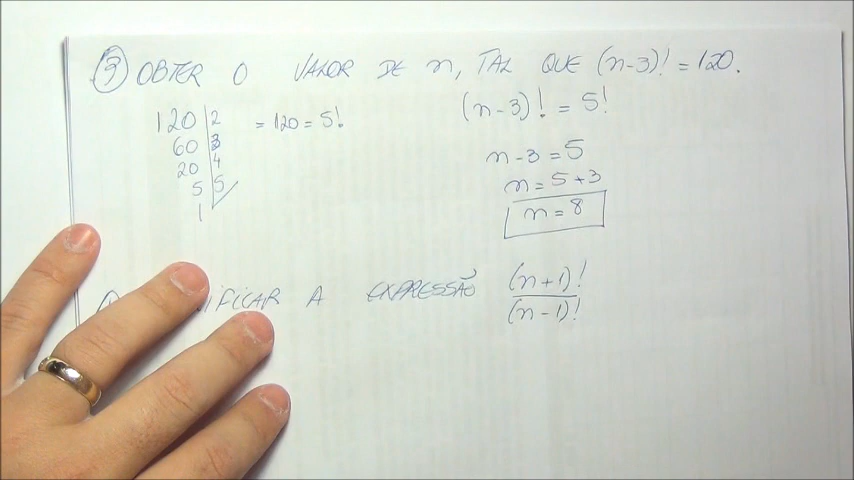 3 OBTER O VALOR DE n, TAL QUE (n-3)! = 120.
120 | 2 = 120 = 5!
60 | 3
20 | 4
5 | 5
1
(n-3)! = 5!
n-3 = 5
n = 5+3
n = 8
IFICAR A EXPRESSÃO (n+1)!
(n-1)!